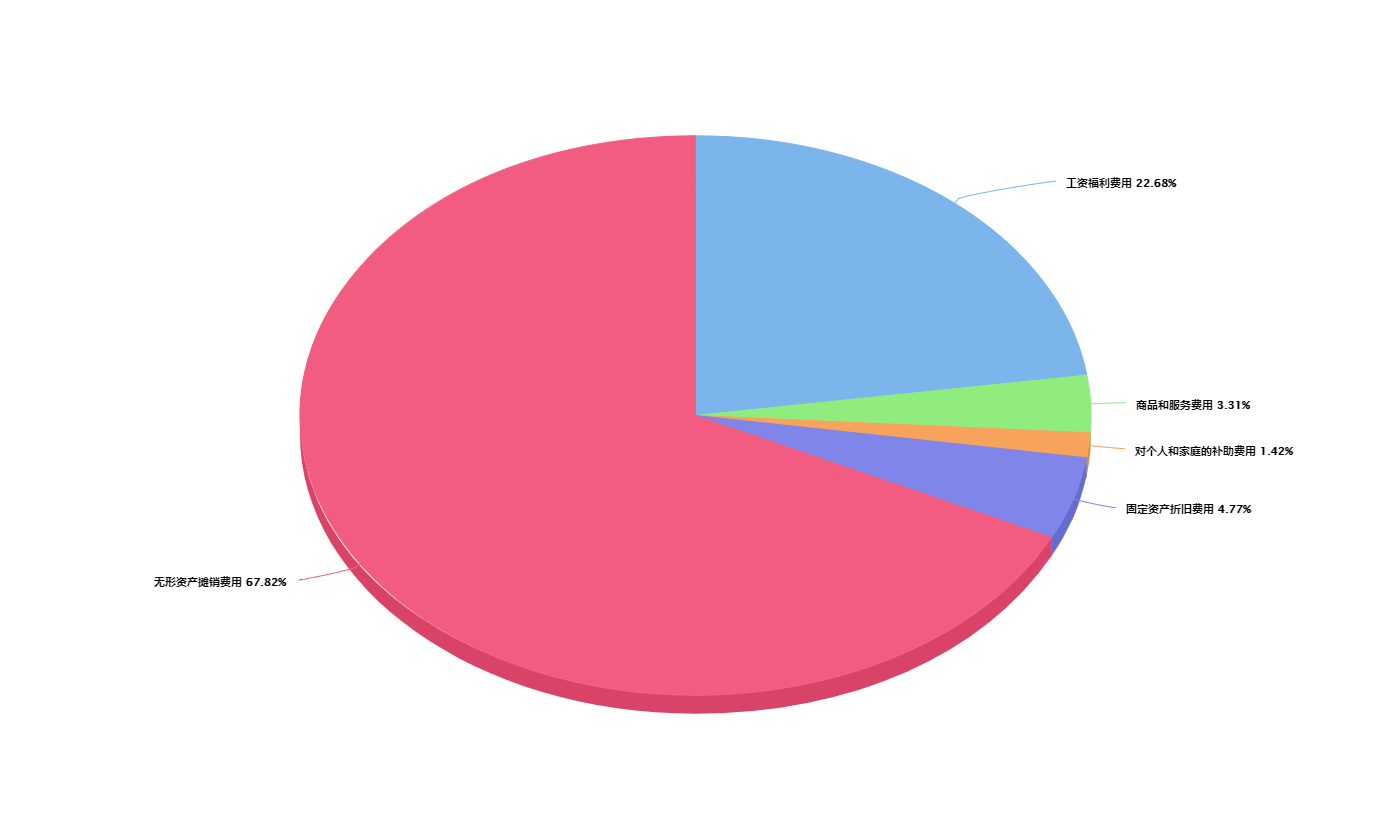 工资福利费用 22.68%
商品和服务费用 3.31%
对个人和家庭的补助费用 1.42%
固定资产折旧费用 4.77%
无形资产摊销费用 67.82%